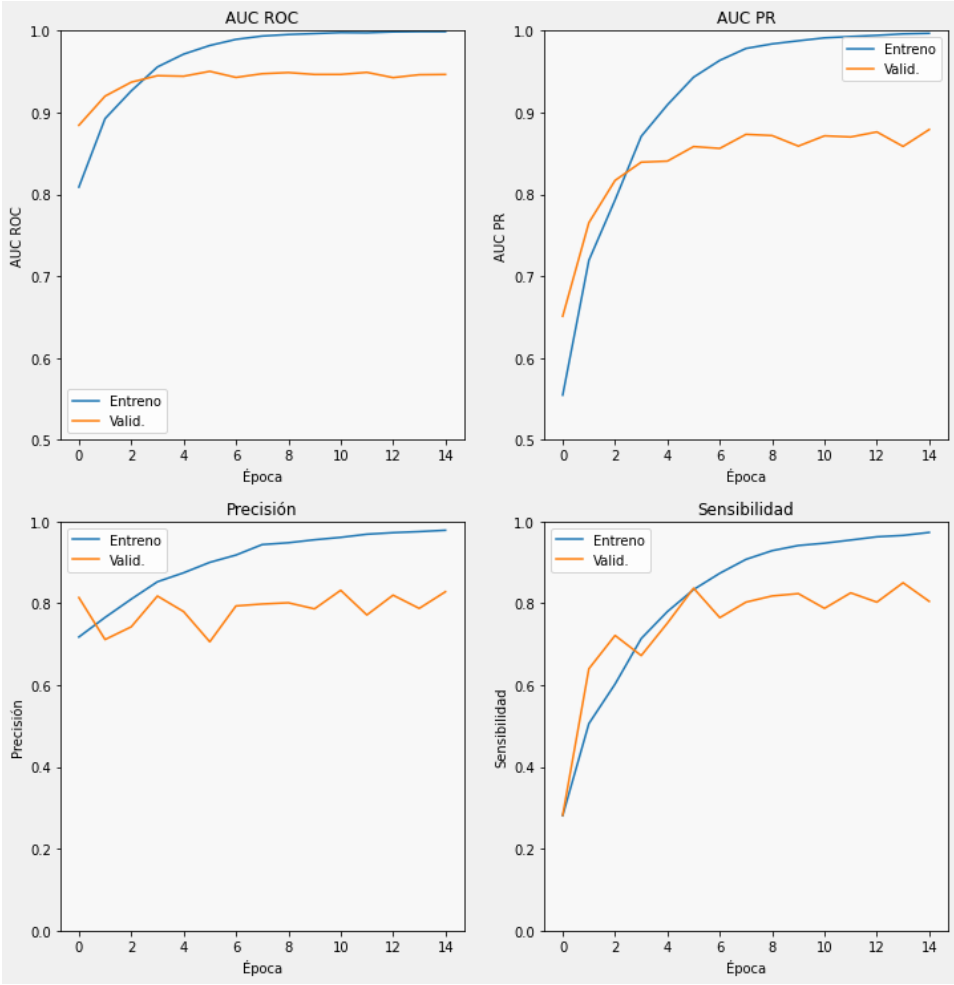 AUC ROC
1.0
0.9
0.8
0.7
0.6
0.5
AUC ROC
Entreno
Valid.
0 2 4 6 8 10 12 14
Época
AUC PR
1.0
0.9
0.8
0.7
0.6
0.5
AUC PR
Entreno
Valid.
0 2 4 6 8 10 12 14
Época
Precisión
1.0
0.8
0.6
0.4
0.2
0.0
Precisión
Entreno
Valid.
0 2 4 6 8 10 12 14
Época
Sensibilidad
1.0
0.8
0.6
0.4
0.2
0.0
Sensibilidad
Entreno
Valid.
0 2 4 6 8 10 12 14
Época